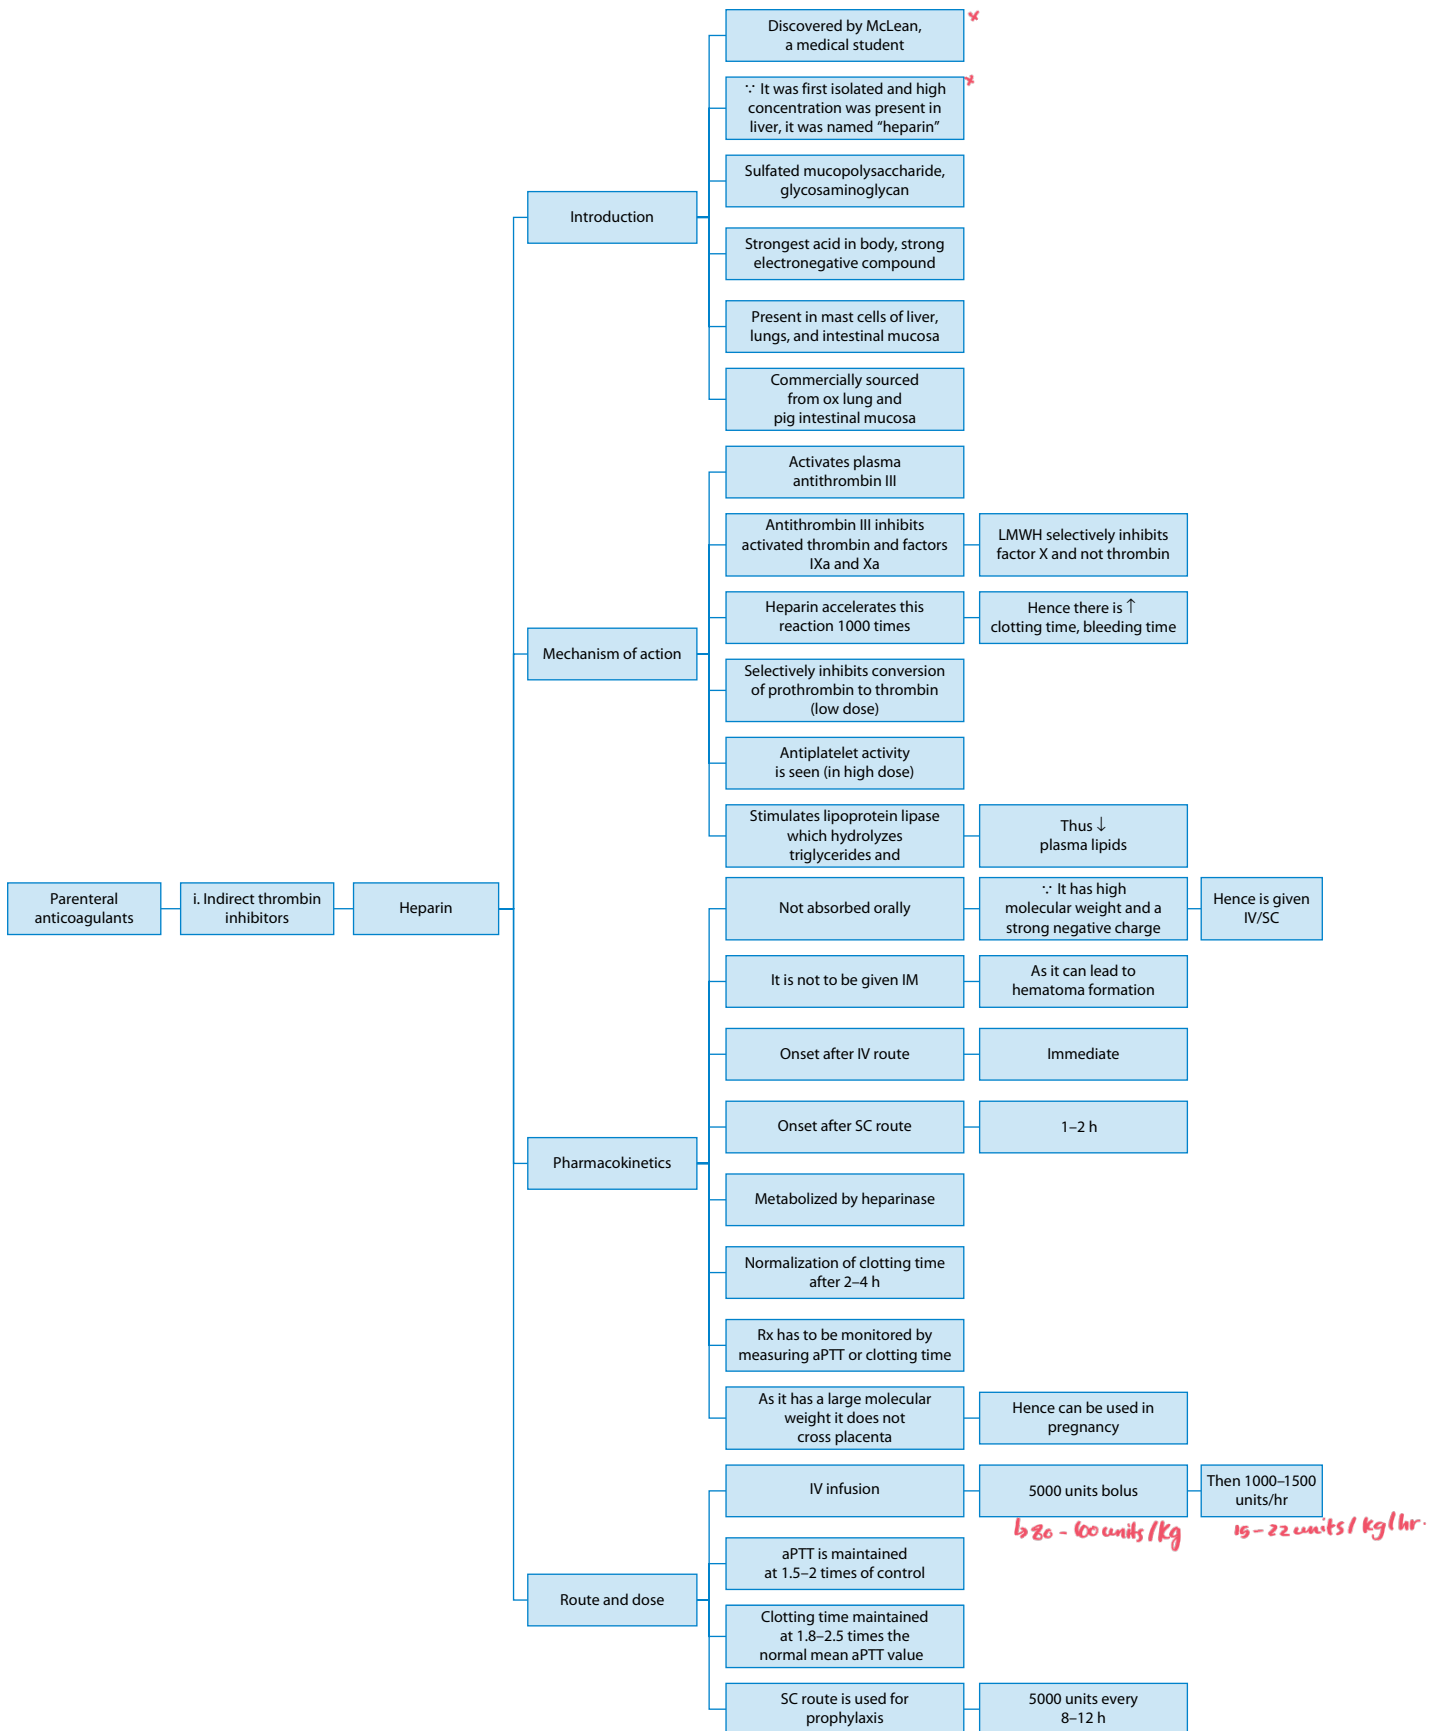 Parenteral
anticoagulants
i. Indirect thrombin
inhibitors
Heparin
Introduction
Discovered by McLean,
a medical student
x
∵ It was first isolated and high
concentration was present in
liver, it was named “heparin”
x
Sulfated mucopolysaccharide,
glycosaminoglycan
Strongest acid in body, strong
electronegative compound
Present in mast cells of liver,
lungs, and intestinal mucosa
Commercially sourced
from ox lung and
pig intestinal mucosa
Mechanism of action
Activates plasma
antithrombin III
Antithrombin III inhibits
activated thrombin and factors
IXa and Xa
LMWH selectively inhibits
factor X and not thrombin
Heparin accelerates this
reaction 1000 times
Hence there is ↑
clotting time, bleeding time
Selectively inhibits conversion
of prothrombin to thrombin
(low dose)
Antiplatelet activity
is seen (in high dose)
Stimulates lipoprotein lipase
which hydrolyzes
triglycerides and
Thus ↓
plasma lipids
Pharmacokinetics
Not absorbed orally
∵ It has high
molecular weight and a
strong negative charge
Hence is given
IV/SC
It is not to be given IM
As it can lead to
hematoma formation
Onset after IV route
Immediate
Onset after SC route
1–2 h
Metabolized by heparinase
Normalization of clotting time
after 2–4 h
Rx has to be monitored by
measuring aPTT or clotting time
As it has a large molecular
weight it does not
cross placenta
Hence can be used in
pregnancy
Route and dose
IV infusion
5000 units bolus
Then 1000–1500
units/hr
units/kg
15-22 units/kg/hr.
aPTT is maintained
at 1.5–2 times of control
Clotting time maintained
at 1.8–2.5 times the
normal mean aPTT value
SC route is used for
prophylaxis
5000 units every
8–12 h